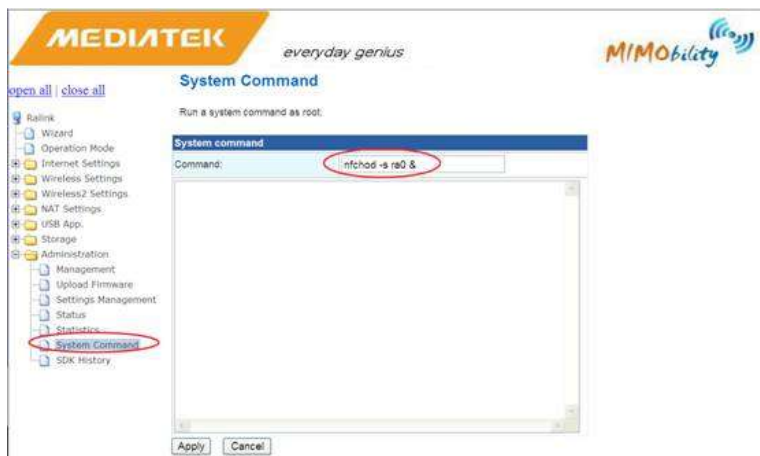 MEDIATEK
everyday genius
MIMObility
open all | close all
Ralink
Wizard
Operation Mode
Internet Settings
Wireless Settings
Wireless2 Settings
NAT Settings
USB App.
Storage
Administration
Management
Upload Firmware
Settings Management
Status
Statistics
System Command
SDK History
System Command
Run a system command as root.
System command
Command: nfchod -s ra0 &
Apply Cancel